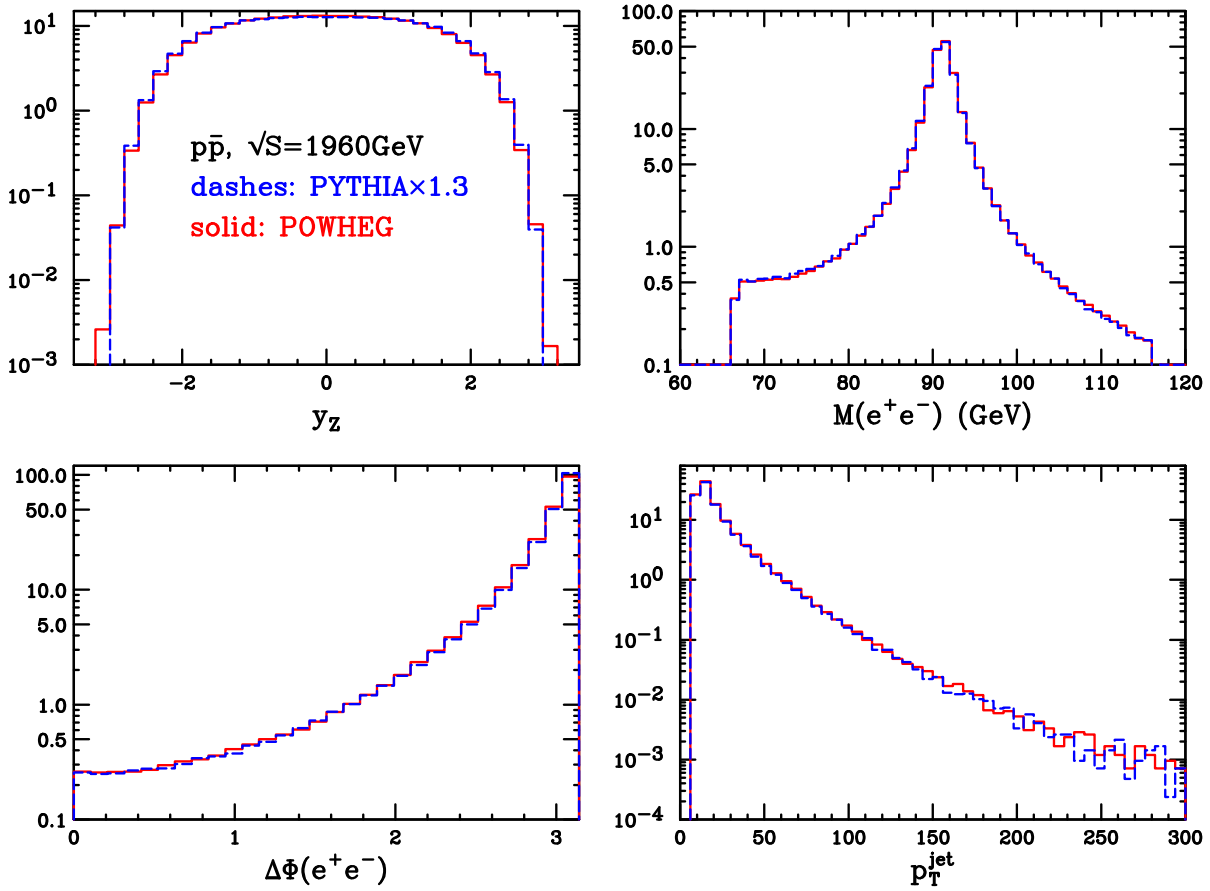 10¹
10⁰
10⁻¹
10⁻²
10⁻³
pp̄, √S=1960GeV
dashes: PYTHIA×1.3
solid: POWHEG
−2 0 2
y_Z
100.0
50.0
10.0
5.0
1.0
0.5
0.1
60 70 80 90 100 110 120
M(e⁺e⁻) (GeV)
100.0
50.0
10.0
5.0
1.0
0.5
0.1
0 1 2 3
ΔΦ(e⁺e⁻)
10¹
10⁰
10⁻¹
10⁻²
10⁻³
10⁻⁴
0 50 100 150 200 250 300
p_T^jet